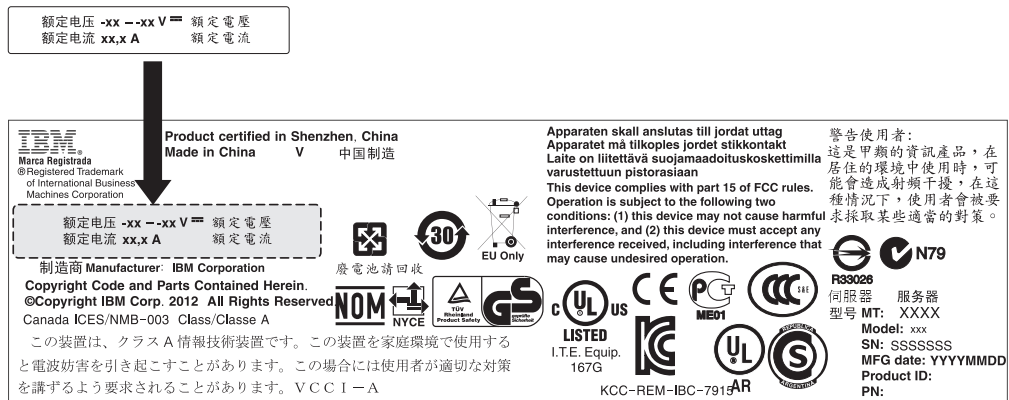 额定电压 -xx –-xx V 額定電壓
额定电流 xx,x A 額定電流
IBM®
Marca Registrada
® Registered Trademark
of International Business
Machines Corporation
Product certified in Shenzhen, China
Made in China V 中国制造
额定电压 -xx –-xx V 額定電壓
额定电流 xx,x A 額定電流
制造商 Manufacturer: IBM Corporation
Copyright Code and Parts Contained Herein.
©Copyright IBM Corp. 2012 All Rights Reserved
Canada ICES/NMB-003 Class/Classe A
この装置は、クラス A 情報技術装置です。この装置を家庭環境で使用する
と電波妨害を引き起こすことがあります。この場合には使用者が適切な対策
を講ずるよう要求されることがあります。VCCI-A
廢電池請回收
30
EU Only
NOM
NYCE
TÜV
Rheinland
Product Safety
GS
geprüfte
Sicherheit
Apparaten skall anslutas till jordat uttag
Apparatet må tilkoples jordet stikkontakt
Laite on liitettävä suojamaadoituskoskettimilla
varustettuun pistorasiaan
This device complies with part 15 of FCC rules.
Operation is subject to the following two
conditions: (1) this device may not cause harmful
interference, and (2) this device must accept any
interference received, including interference that
may cause undesired operation.
C UL US
LISTED
I.T.E. Equip.
167G
CE
PCT
ME01
CCC S&E
KCC-REM-IBC-7915
UL
AR
REPUBLICA
S
ARGENTINA
警告使用者:
這是甲類的資訊產品，在
居住的環境中使用時，可
能會造成射頻干擾，在這
種情況下，使用者會被要
求採取某些適當的對策。
R33026
N79
伺服器 服务器
型号 MT: XXXX
Model: xxx
SN: SSSSSSS
MFG date: YYYYMMDD
Product ID:
PN: